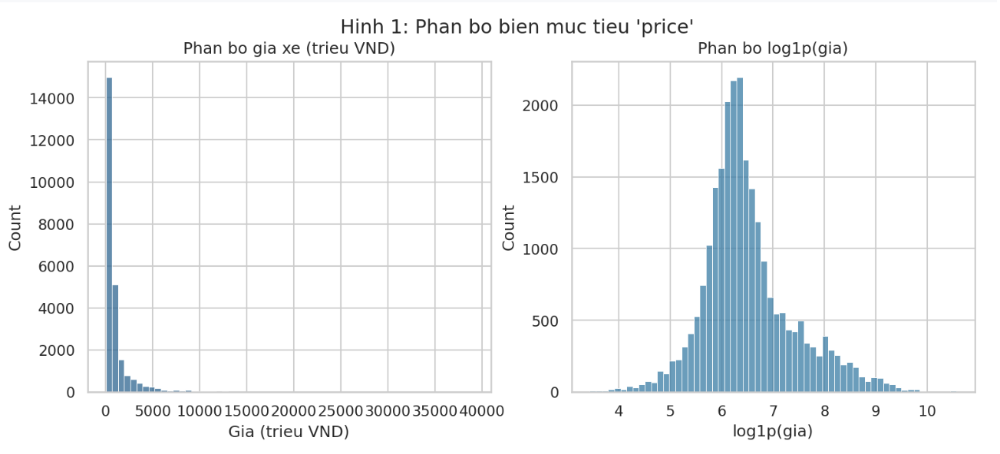 Hinh 1: Phan bo bien muc tieu 'price'
Phan bo gia xe (trieu VND)
14000
12000
10000
8000
6000
4000
2000
0
Count
0 5000 10000 15000 20000 25000 30000 35000 40000
Gia (trieu VND)
Phan bo log1p(gia)
2000
1500
1000
500
0
Count
4 5 6 7 8 9 10
log1p(gia)